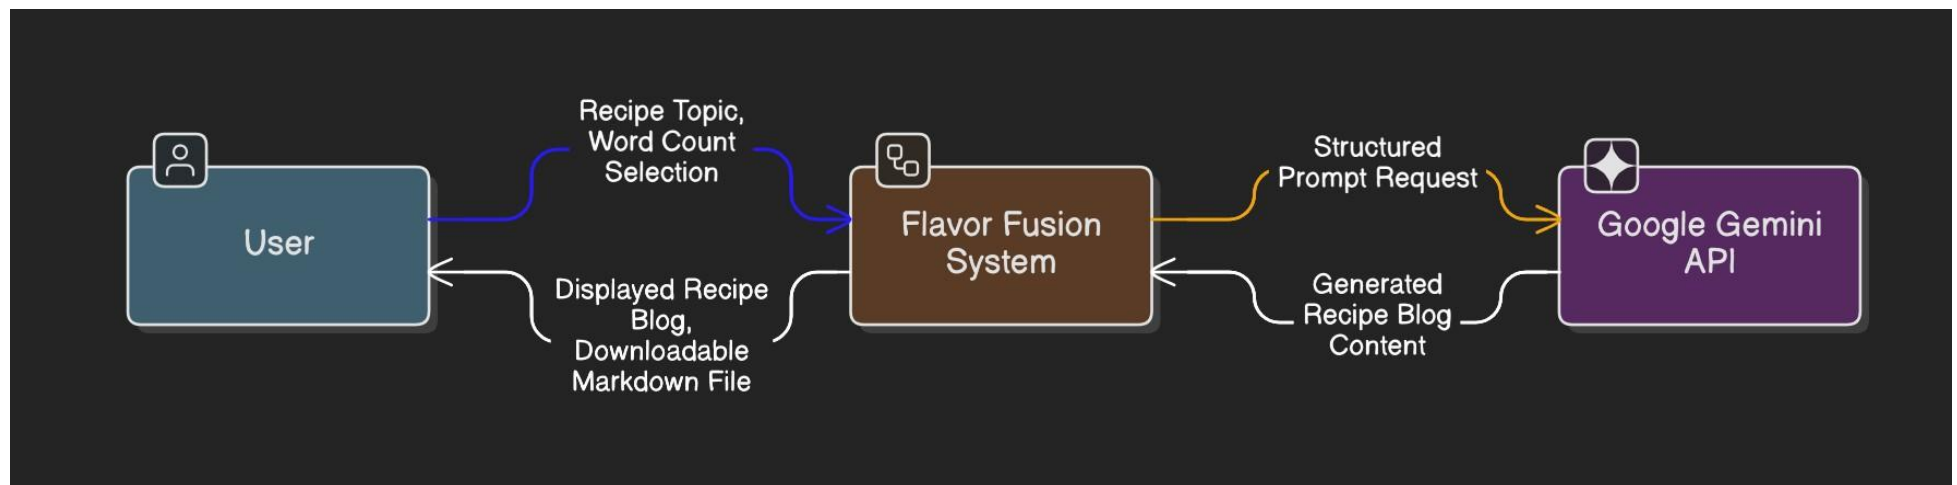 Recipe Topic,
Word Count
Selection
Structured
Prompt Request
User
Flavor Fusion
System
Google Gemini
API
Displayed Recipe
Blog,
Downloadable
Markdown File
Generated
Recipe Blog
Content